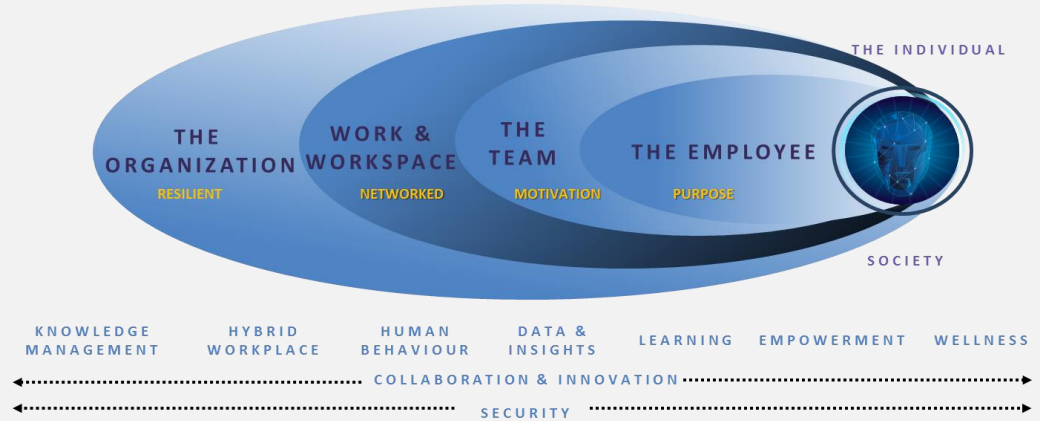 THE INDIVIDUAL
THE
ORGANIZATION
RESILIENT
WORK &
WORKSPACE
NETWORKED
THE
TEAM
MOTIVATION
THE EMPLOYEE
PURPOSE
SOCIETY
KNOWLEDGE
MANAGEMENT
HYBRID
WORKPLACE
HUMAN
BEHAVIOUR
DATA &
INSIGHTS
LEARNING
EMPOWERMENT
WELLNESS
COLLABORATION & INNOVATION
SECURITY